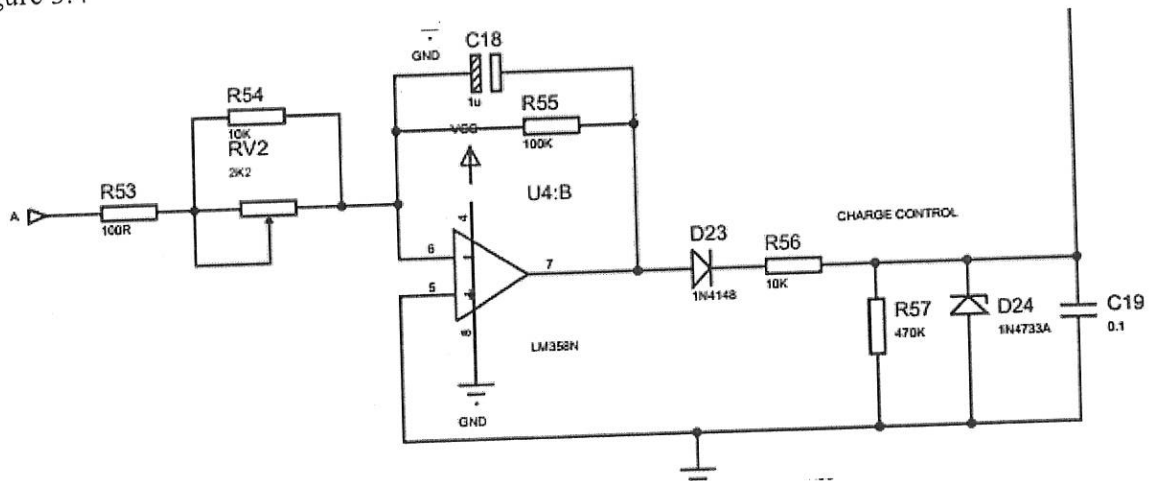 C18
GND
1u
R54
10K
RV2
2K2
R55
100K
VCC
U4:B
R53
A
100R
4
6
5
7
8
LM358N
GND
CHARGE CONTROL
D23
1N4148
R56
10K
R57
470K
D24
1N4733A
C19
0.1